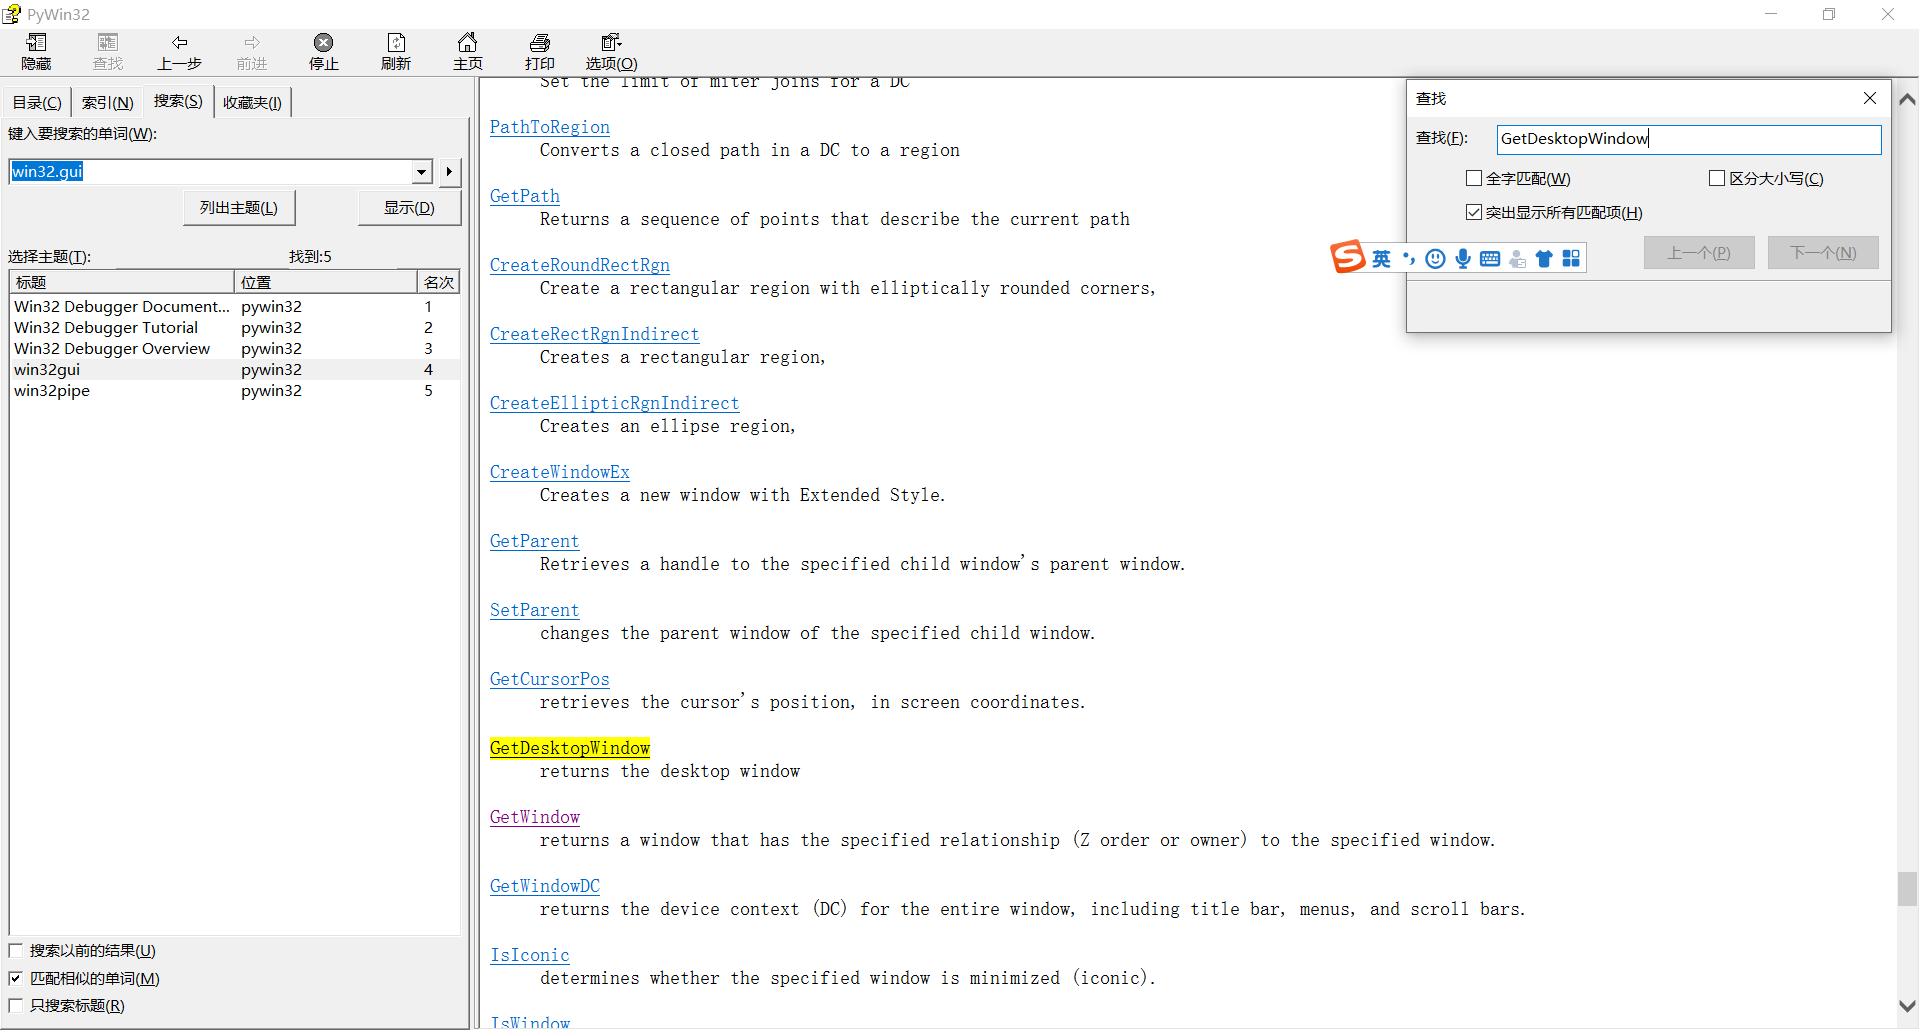 PyWin32
隐藏 查找 上一步 前进 停止 刷新 主页 打印 选项(O)
目录(C) 索引(N) 搜索(S) 收藏夹(I)
键入要搜索的单词(W):
win32.gui
列出主题(L) 显示(D)
选择主题(T): 找到:5
标题 位置 名次
Win32 Debugger Document... pywin32 1
Win32 Debugger Tutorial pywin32 2
Win32 Debugger Overview pywin32 3
win32gui pywin32 4
win32pipe pywin32 5
搜索以前的结果(U)
匹配相似的单词(M)
只搜索标题(R)
Set the limit of miter joins for a DC
PathToRegion
Converts a closed path in a DC to a region
GetPath
Returns a sequence of points that describe the current path
CreateRoundRectRgn
Create a rectangular region with elliptically rounded corners,
CreateRectRgnIndirect
Creates a rectangular region,
CreateEllipticRgnIndirect
Creates an ellipse region,
CreateWindowEx
Creates a new window with Extended Style.
GetParent
Retrieves a handle to the specified child window's parent window.
SetParent
changes the parent window of the specified child window.
GetCursorPos
retrieves the cursor's position, in screen coordinates.
GetDesktopWindow
returns the desktop window
GetWindow
returns a window that has the specified relationship (Z order or owner) to the specified window.
GetWindowDC
returns the device context (DC) for the entire window, including title bar, menus, and scroll bars.
IsIconic
determines whether the specified window is minimized (iconic).
IsWindow
查找
查找(F): GetDesktopWindow
全字匹配(W) 区分大小写(C)
突出显示所有匹配项(H)
上一个(P) 下一个(N)
S 英